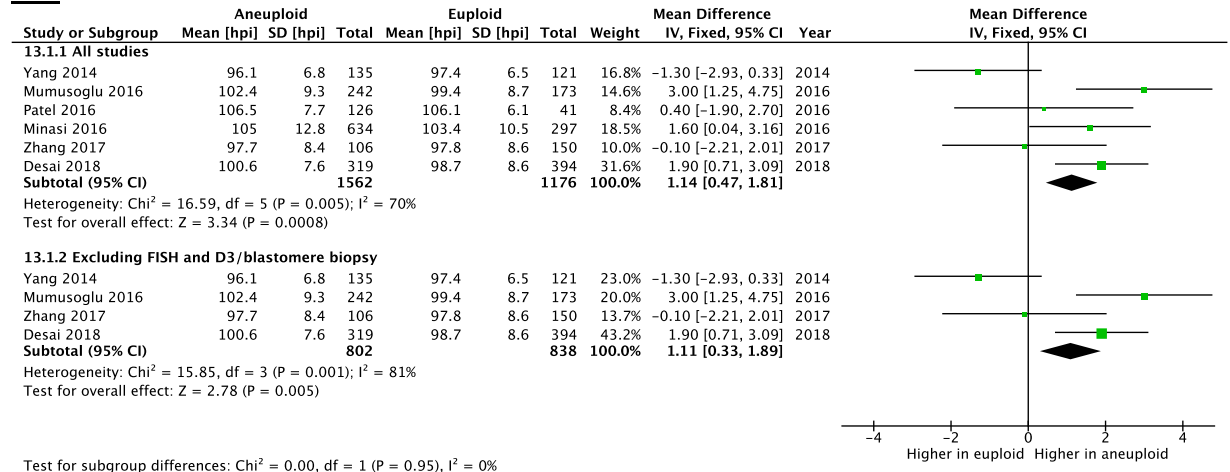 Aneuploid Euploid Mean Difference Mean Difference
Study or Subgroup Mean [hpi] SD [hpi] Total Mean [hpi] SD [hpi] Total Weight IV, Fixed, 95% CI Year IV, Fixed, 95% CI
13.1.1 All studies
Yang 2014 96.1 6.8 135 97.4 6.5 121 16.8% −1.30 [−2.93, 0.33] 2014
Mumusoglu 2016 102.4 9.3 242 99.4 8.7 173 14.6% 3.00 [1.25, 4.75] 2016
Patel 2016 106.5 7.7 126 106.1 6.1 41 8.4% 0.40 [−1.90, 2.70] 2016
Minasi 2016 105 12.8 634 103.4 10.5 297 18.5% 1.60 [0.04, 3.16] 2016
Zhang 2017 97.7 8.4 106 97.8 8.6 150 10.0% −0.10 [−2.21, 2.01] 2017
Desai 2018 100.6 7.6 319 98.7 8.6 394 31.6% 1.90 [0.71, 3.09] 2018
Subtotal (95% CI) 1562 1176 100.0% 1.14 [0.47, 1.81]
Heterogeneity: Chi² = 16.59, df = 5 (P = 0.005); I² = 70%
Test for overall effect: Z = 3.34 (P = 0.0008)
13.1.2 Excluding FISH and D3/blastomere biopsy
Yang 2014 96.1 6.8 135 97.4 6.5 121 23.0% −1.30 [−2.93, 0.33] 2014
Mumusoglu 2016 102.4 9.3 242 99.4 8.7 173 20.0% 3.00 [1.25, 4.75] 2016
Zhang 2017 97.7 8.4 106 97.8 8.6 150 13.7% −0.10 [−2.21, 2.01] 2017
Desai 2018 100.6 7.6 319 98.7 8.6 394 43.2% 1.90 [0.71, 3.09] 2018
Subtotal (95% CI) 802 838 100.0% 1.11 [0.33, 1.89]
Heterogeneity: Chi² = 15.85, df = 3 (P = 0.001); I² = 81%
Test for overall effect: Z = 2.78 (P = 0.005)
−4 −2 0 2 4
Higher in euploid Higher in aneuploid
Test for subgroup differences: Chi² = 0.00, df = 1 (P = 0.95), I² = 0%